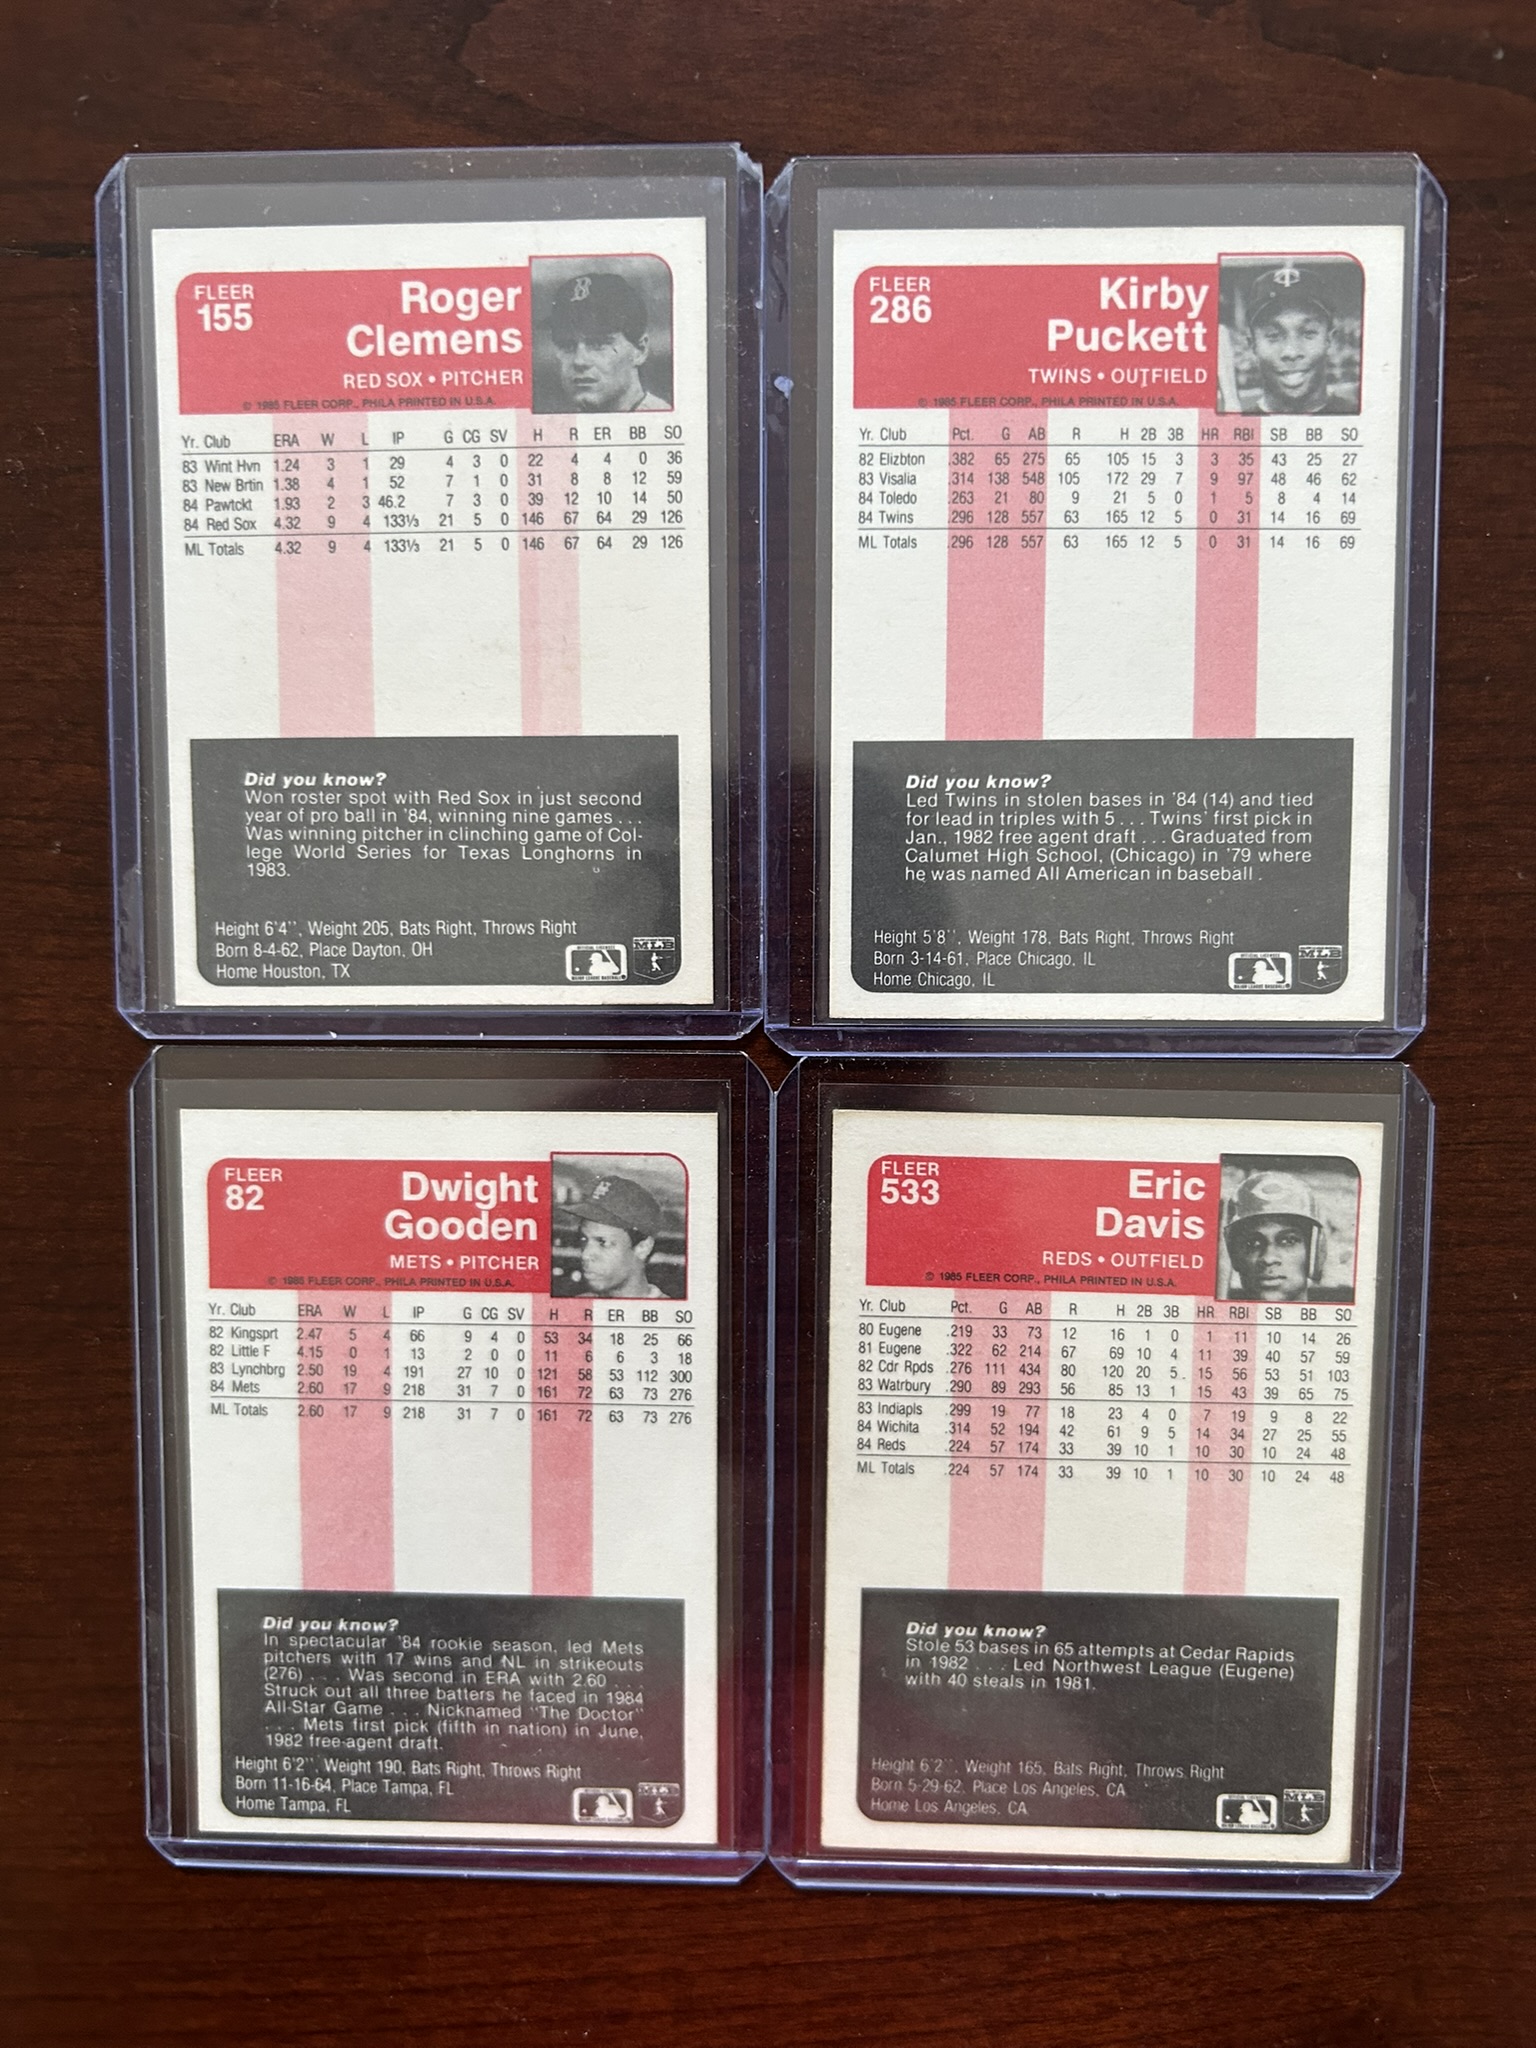 FLEER
155
Roger
Clemens
RED SOX • PITCHER
© 1985 FLEER CORP., PHILA PRINTED IN U.S.A.
Yr. Club ERA W L IP G CG SV H R ER BB SO
83 Wint Hvn 1.24 3 1 29 4 3 0 22 4 4 0 36
83 New Brtin 1.38 4 1 52 7 1 0 31 8 8 12 59
84 Pawtckt 1.93 2 3 46.2 7 3 0 39 12 10 14 50
84 Red Sox 4.32 9 4 133⅓ 21 5 0 146 67 64 29 126
ML Totals 4.32 9 4 133⅓ 21 5 0 146 67 64 29 126
Did you know?
Won roster spot with Red Sox in just second
year of pro ball in '84, winning nine games . . .
Was winning pitcher in clinching game of Col-
lege World Series for Texas Longhorns in
1983.
Height 6'4'', Weight 205, Bats Right, Throws Right
Born 8-4-62, Place Dayton, OH
Home Houston, TX
MLB
FLEER
286
Kirby
Puckett
TWINS • OUTFIELD
© 1985 FLEER CORP., PHILA PRINTED IN U.S.A.
Yr. Club Pct. G AB R H 2B 3B HR RBI SB BB SO
82 Elizbton .382 65 275 65 105 15 3 3 35 43 25 27
83 Visalia .314 138 548 105 172 29 7 9 97 48 46 62
84 Toledo .263 21 80 9 21 5 0 1 5 8 4 14
84 Twins .296 128 557 63 165 12 5 0 31 14 16 69
ML Totals .296 128 557 63 165 12 5 0 31 14 16 69
Did you know?
Led Twins in stolen bases in '84 (14) and tied
for lead in triples with 5 . . . Twins' first pick in
Jan., 1982 free agent draft . . . Graduated from
Calumet High School, (Chicago) in '79 where
he was named All American in baseball .
Height 5'8'', Weight 178, Bats Right, Throws Right
Born 3-14-61, Place Chicago, IL
Home Chicago, IL
MLB
FLEER
82
Dwight
Gooden
METS • PITCHER
© 1985 FLEER CORP., PHILA PRINTED IN U.S.A.
Yr. Club ERA W L IP G CG SV H R ER BB SO
82 Kingsprt 2.47 5 4 66 9 4 0 53 34 18 25 66
82 Little F 4.15 0 1 13 2 0 0 11 6 6 3 18
83 Lynchbrg 2.50 19 4 191 27 10 0 121 58 53 112 300
84 Mets 2.60 17 9 218 31 7 0 161 72 63 73 276
ML Totals 2.60 17 9 218 31 7 0 161 72 63 73 276
Did you know?
In spectacular '84 rookie season, led Mets
pitchers with 17 wins and NL in strikeouts
(276) . . . Was second in ERA with 2.60 . . .
Struck out all three batters he faced in 1984
All-Star Game . . . Nicknamed "The Doctor"
. . . Mets first pick (fifth in nation) in June,
1982 free-agent draft.
Height 6'2'', Weight 190, Bats Right, Throws Right
Born 11-16-64, Place Tampa, FL
Home Tampa, FL
MLB
FLEER
533
Eric
Davis
REDS • OUTFIELD
© 1985 FLEER CORP., PHILA PRINTED IN U.S.A.
Yr. Club Pct. G AB R H 2B 3B HR RBI SB BB SO
80 Eugene .219 33 73 12 16 1 0 1 11 10 14 26
81 Eugene .322 62 214 67 69 10 4 11 39 40 57 59
82 Cdr Rpds .276 111 434 80 120 20 5 15 56 53 51 103
83 Watrbury .290 89 293 56 85 13 1 15 43 39 65 75
83 Indiapls .299 19 77 18 23 4 0 7 19 9 8 22
84 Wichita .314 52 194 42 61 9 5 14 34 27 25 55
84 Reds .224 57 174 33 39 10 1 10 30 10 24 48
ML Totals .224 57 174 33 39 10 1 10 30 10 24 48
Did you know?
Stole 53 bases in 65 attempts at Cedar Rapids
in 1982 . . . Led Northwest League (Eugene)
with 40 steals in 1981.
Height 6'2'', Weight 165, Bats Right, Throws Right
Born 5-29-62, Place Los Angeles, CA
Home Los Angeles, CA
MLB